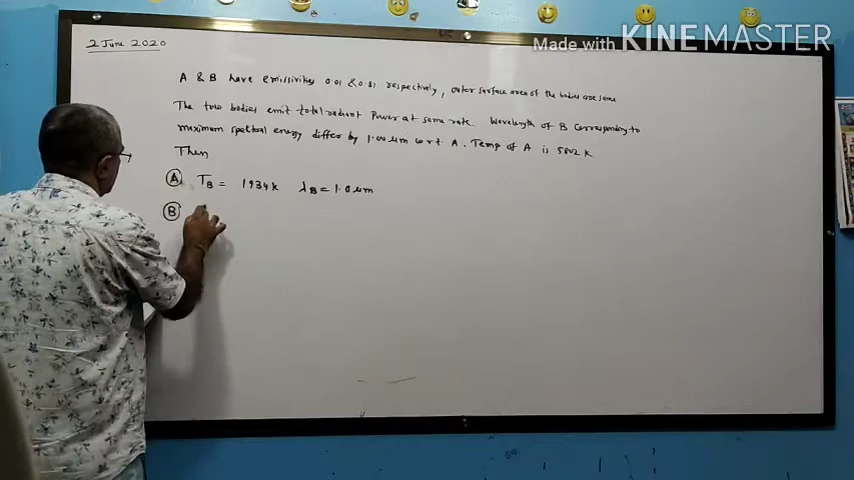 Made with KINEMASTER
2 June 2020
A & B have emissivities 0.01 & 0.81 respectively, outer surface area of the bodies are same
The two bodies emit total radiant Power at same rate. Wavelength of B Corresponding to
maximum spectral energy differ by 1.00 μm w.r.t A. Temp of A is 5802 K
Then
(A) T_B = 1934K λ_B = 1.0 μm
(B)